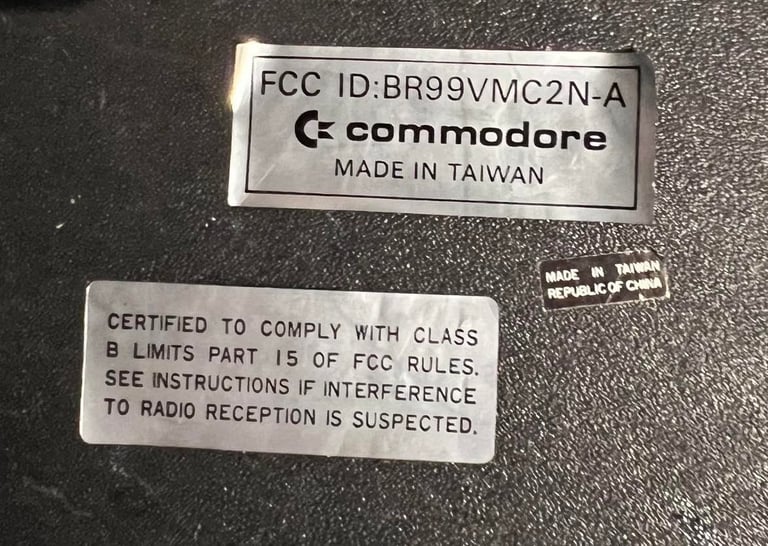 FCC ID:BR99VMC2N-A
commodore
MADE IN TAIWAN
MADE IN TAIWAN
REPUBLIC OF CHINA
CERTIFIED TO COMPLY WITH CLASS
B LIMITS PART 15 OF FCC RULES.
SEE INSTRUCTIONS IF INTERFERENCE
TO RADIO RECEPTION IS SUSPECTED.